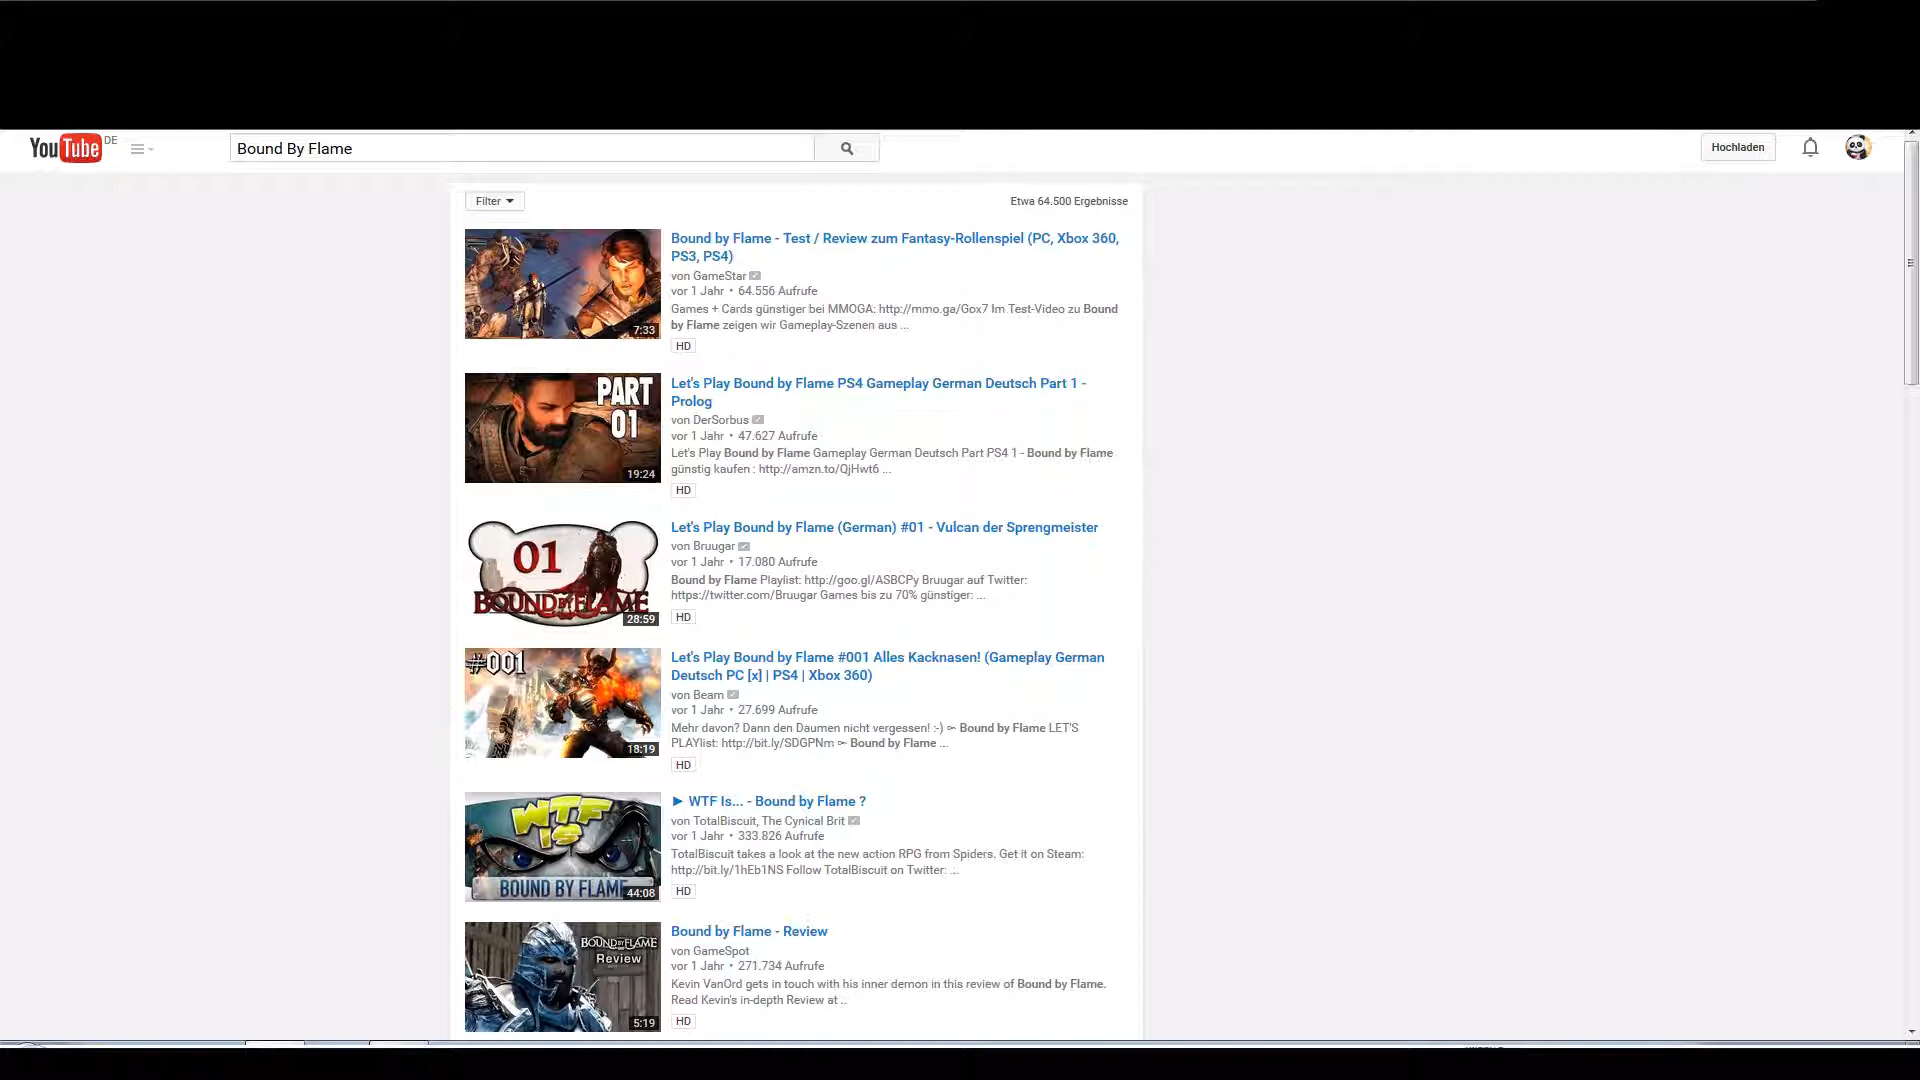 YouTube DE
Bound By Flame
Hochladen
Filter
Etwa 64.500 Ergebnisse
7:33
Bound by Flame - Test / Review zum Fantasy-Rollenspiel (PC, Xbox 360,
PS3, PS4)
von GameStar
vor 1 Jahr • 64.556 Aufrufe
Games + Cards günstiger bei MMOGA: http://mmo.ga/Gox7 Im Test-Video zu Bound
by Flame zeigen wir Gameplay-Szenen aus ...
HD
PART
01
19:24
Let's Play Bound by Flame PS4 Gameplay German Deutsch Part 1 -
Prolog
von DerSorbus
vor 1 Jahr • 47.627 Aufrufe
Let's Play Bound by Flame Gameplay German Deutsch Part PS4 1 - Bound by Flame
günstig kaufen : http://amzn.to/QjHwt6 ...
HD
01
BOUND BY FLAME
28:59
Let's Play Bound by Flame (German) #01 - Vulcan der Sprengmeister
von Bruugar
vor 1 Jahr • 17.080 Aufrufe
Bound by Flame Playlist: http://goo.gl/ASBCPy Bruugar auf Twitter:
https://twitter.com/Bruugar Games bis zu 70% günstiger: ...
HD
#001
18:19
Let's Play Bound by Flame #001 Alles Kacknasen! (Gameplay German
Deutsch PC [x] | PS4 | Xbox 360)
von Beam
vor 1 Jahr • 27.699 Aufrufe
Mehr davon? Dann den Daumen nicht vergessen! :-) ✂ Bound by Flame LET'S
PLAYlist: http://bit.ly/SDGPNm ✂ Bound by Flame ...
HD
WTF
IS
BOUND BY FLAME
44:08
► WTF Is... - Bound by Flame ?
von TotalBiscuit, The Cynical Brit
vor 1 Jahr • 333.826 Aufrufe
TotalBiscuit takes a look at the new action RPG from Spiders. Get it on Steam:
http://bit.ly/1hEb1NS Follow TotalBiscuit on Twitter: ...
HD
BOUND BY FLAME
Review
5:19
Bound by Flame - Review
von GameSpot
vor 1 Jahr • 271.734 Aufrufe
Kevin VanOrd gets in touch with his inner demon in this review of Bound by Flame.
Read Kevin's in-depth Review at ..
HD